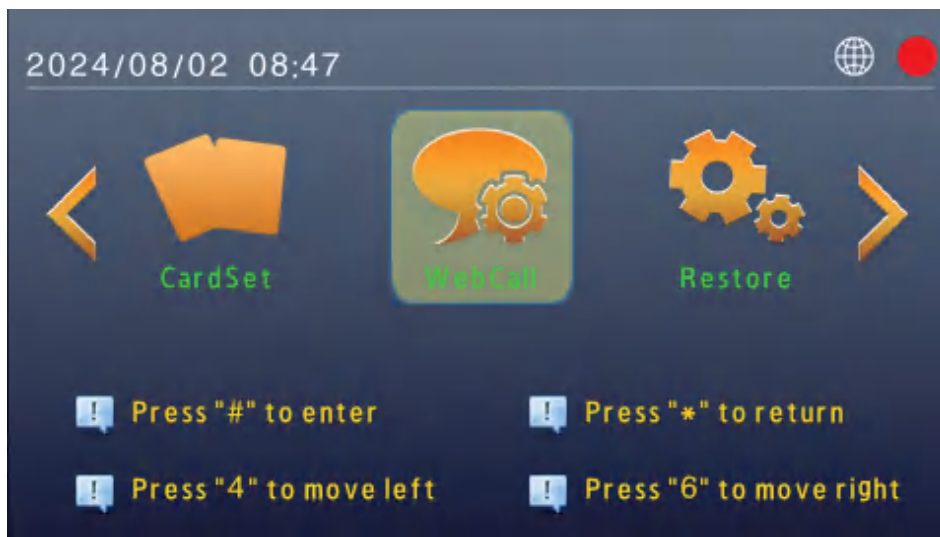 2024/08/02 08:47
CardSet
WebCall
Restore
Press "#" to enter
Press "*" to return
Press "4" to move left
Press "6" to move right